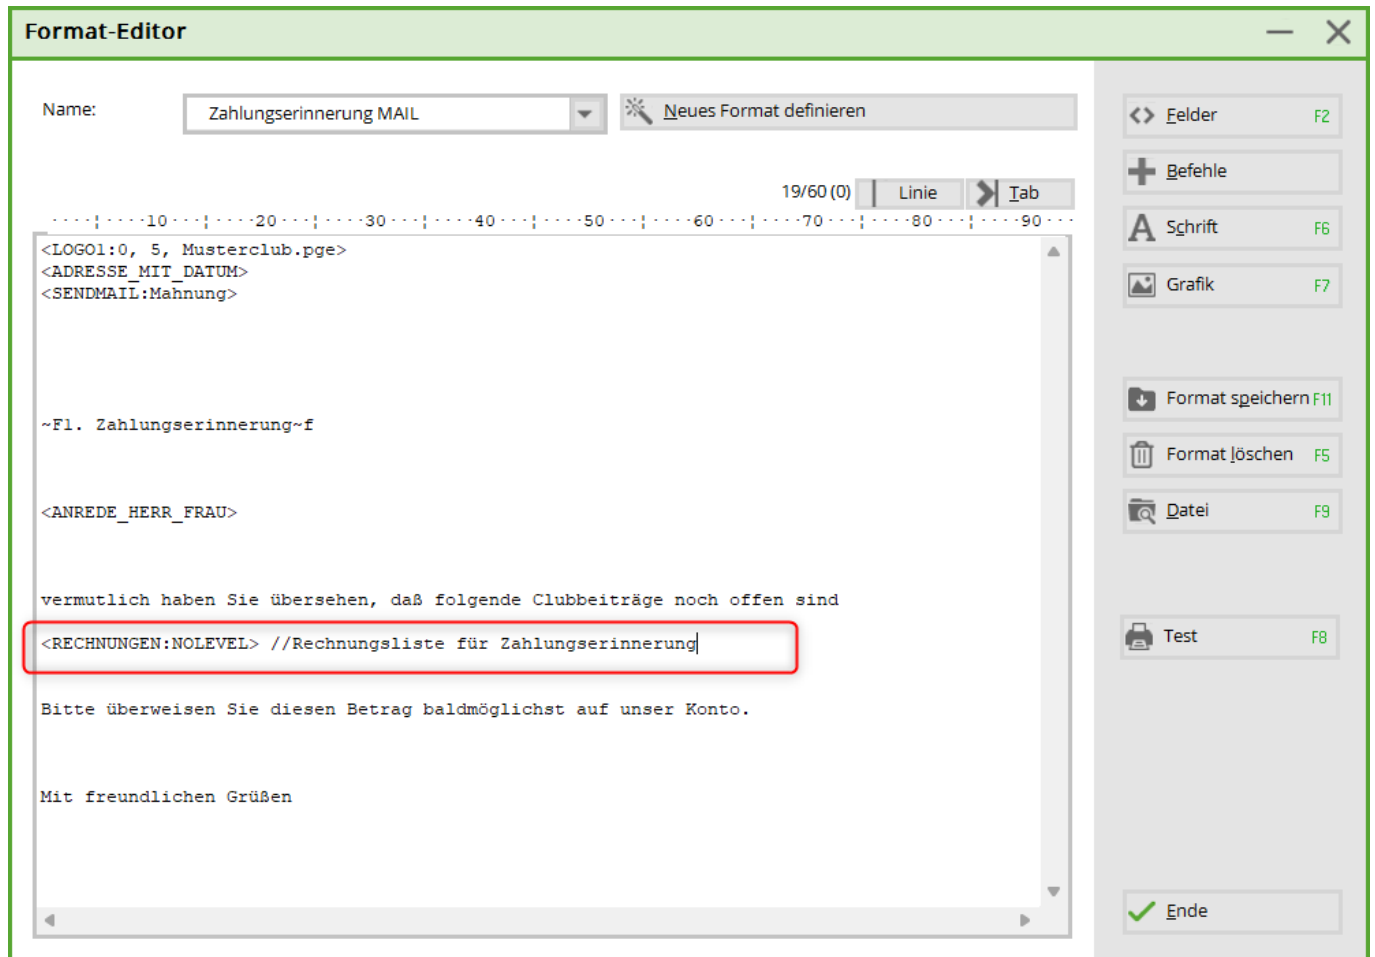 Format-Editor
Name:
Zahlungserinnerung MAIL
Neues Format definieren
19/60 (0)
Linie
Tab
····¦····10···¦····20···¦····30···¦····40···¦····50···¦····60···¦····70···¦····80···¦····90···
<LOGO1:0, 5, Musterclub.pge>
<ADRESSE_MIT_DATUM>
<SENDMAIL:Mahnung>
~F1. Zahlungserinnerung~f
<ANREDE_HERR_FRAU>
vermutlich haben Sie übersehen, daß folgende Clubbeiträge noch offen sind
<RECHNUNGEN:NOLEVEL> //Rechnungsliste für Zahlungserinnerung
Bitte überweisen Sie diesen Betrag baldmöglichst auf unser Konto.
Mit freundlichen Grüßen
Felder F2
Befehle
Schrift F6
Grafik F7
Format speichern F11
Format löschen F5
Datei F9
Test F8
Ende